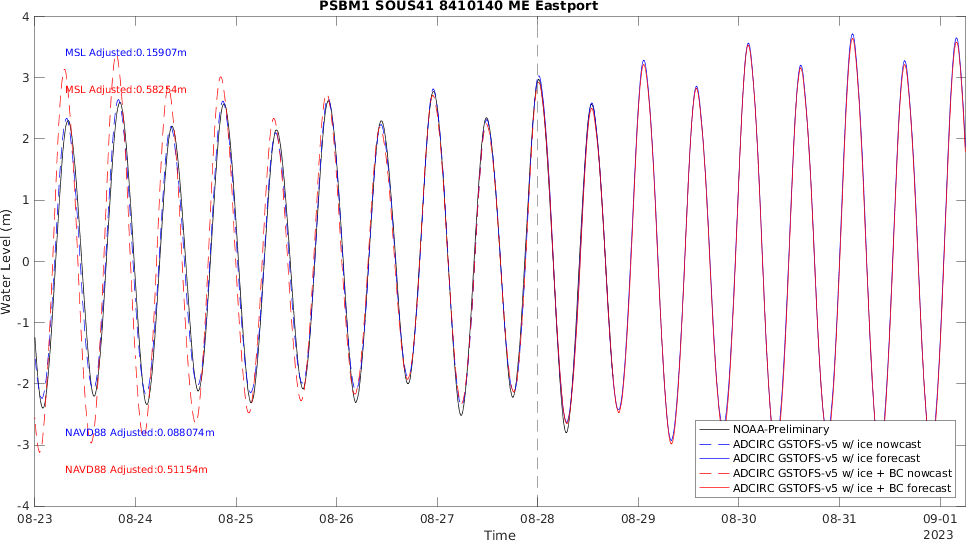 PSBM1 SOUS41 8410140 ME Eastport
4
3
2
1
0
-1
-2
-3
-4
Water Level (m)
MSL Adjusted:0.15907m
MSL Adjusted:0.58254m
NAVD88 Adjusted:0.088074m
NAVD88 Adjusted:0.51154m
NOAA-Preliminary
ADCIRC GSTOFS-v5 w/ ice nowcast
ADCIRC GSTOFS-v5 w/ ice forecast
ADCIRC GSTOFS-v5 w/ ice + BC nowcast
ADCIRC GSTOFS-v5 w/ ice + BC forecast
08-23 08-24 08-25 08-26 08-27 08-28 08-29 08-30 08-31 09-01
2023
Time